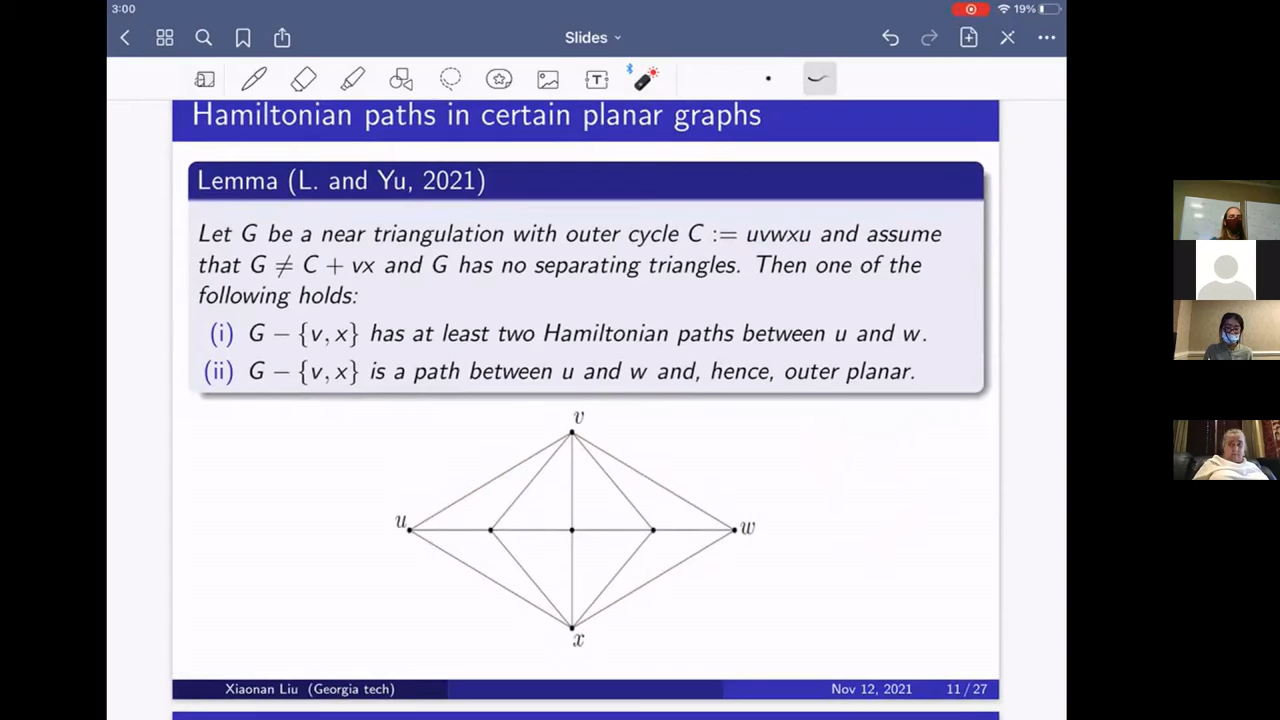 3:00
19%
Slides
Hamiltonian paths in certain planar graphs
Lemma (L. and Yu, 2021)
Let G be a near triangulation with outer cycle C := uvwxu and assume
that G ≠ C + vx and G has no separating triangles. Then one of the
following holds:
(i) G − {v, x} has at least two Hamiltonian paths between u and w.
(ii) G − {v, x} is a path between u and w and, hence, outer planar.
v
u
w
x
Xiaonan Liu (Georgia tech)
Nov 12, 2021
11 / 27